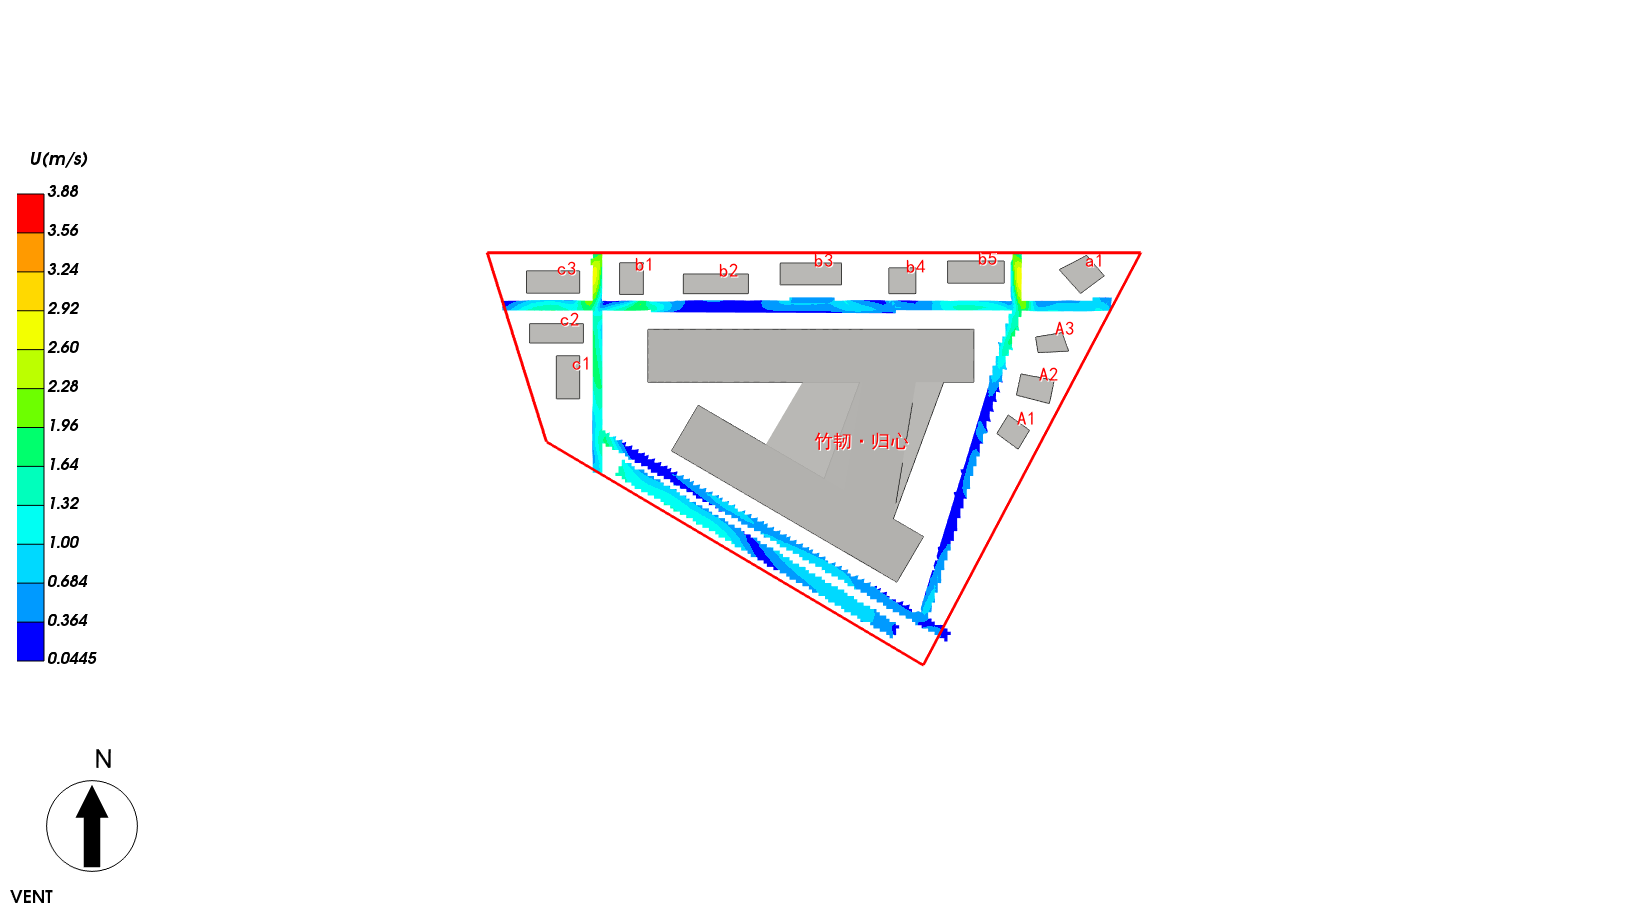 U(m/s)
3.88
3.56
3.24
2.92
2.60
2.28
1.96
1.64
1.32
1.00
0.684
0.364
0.0445
c3
b1
b2
b3
b4
b5
a1
c2
A3
c1
A2
A1
竹韧·归心
N
VENT